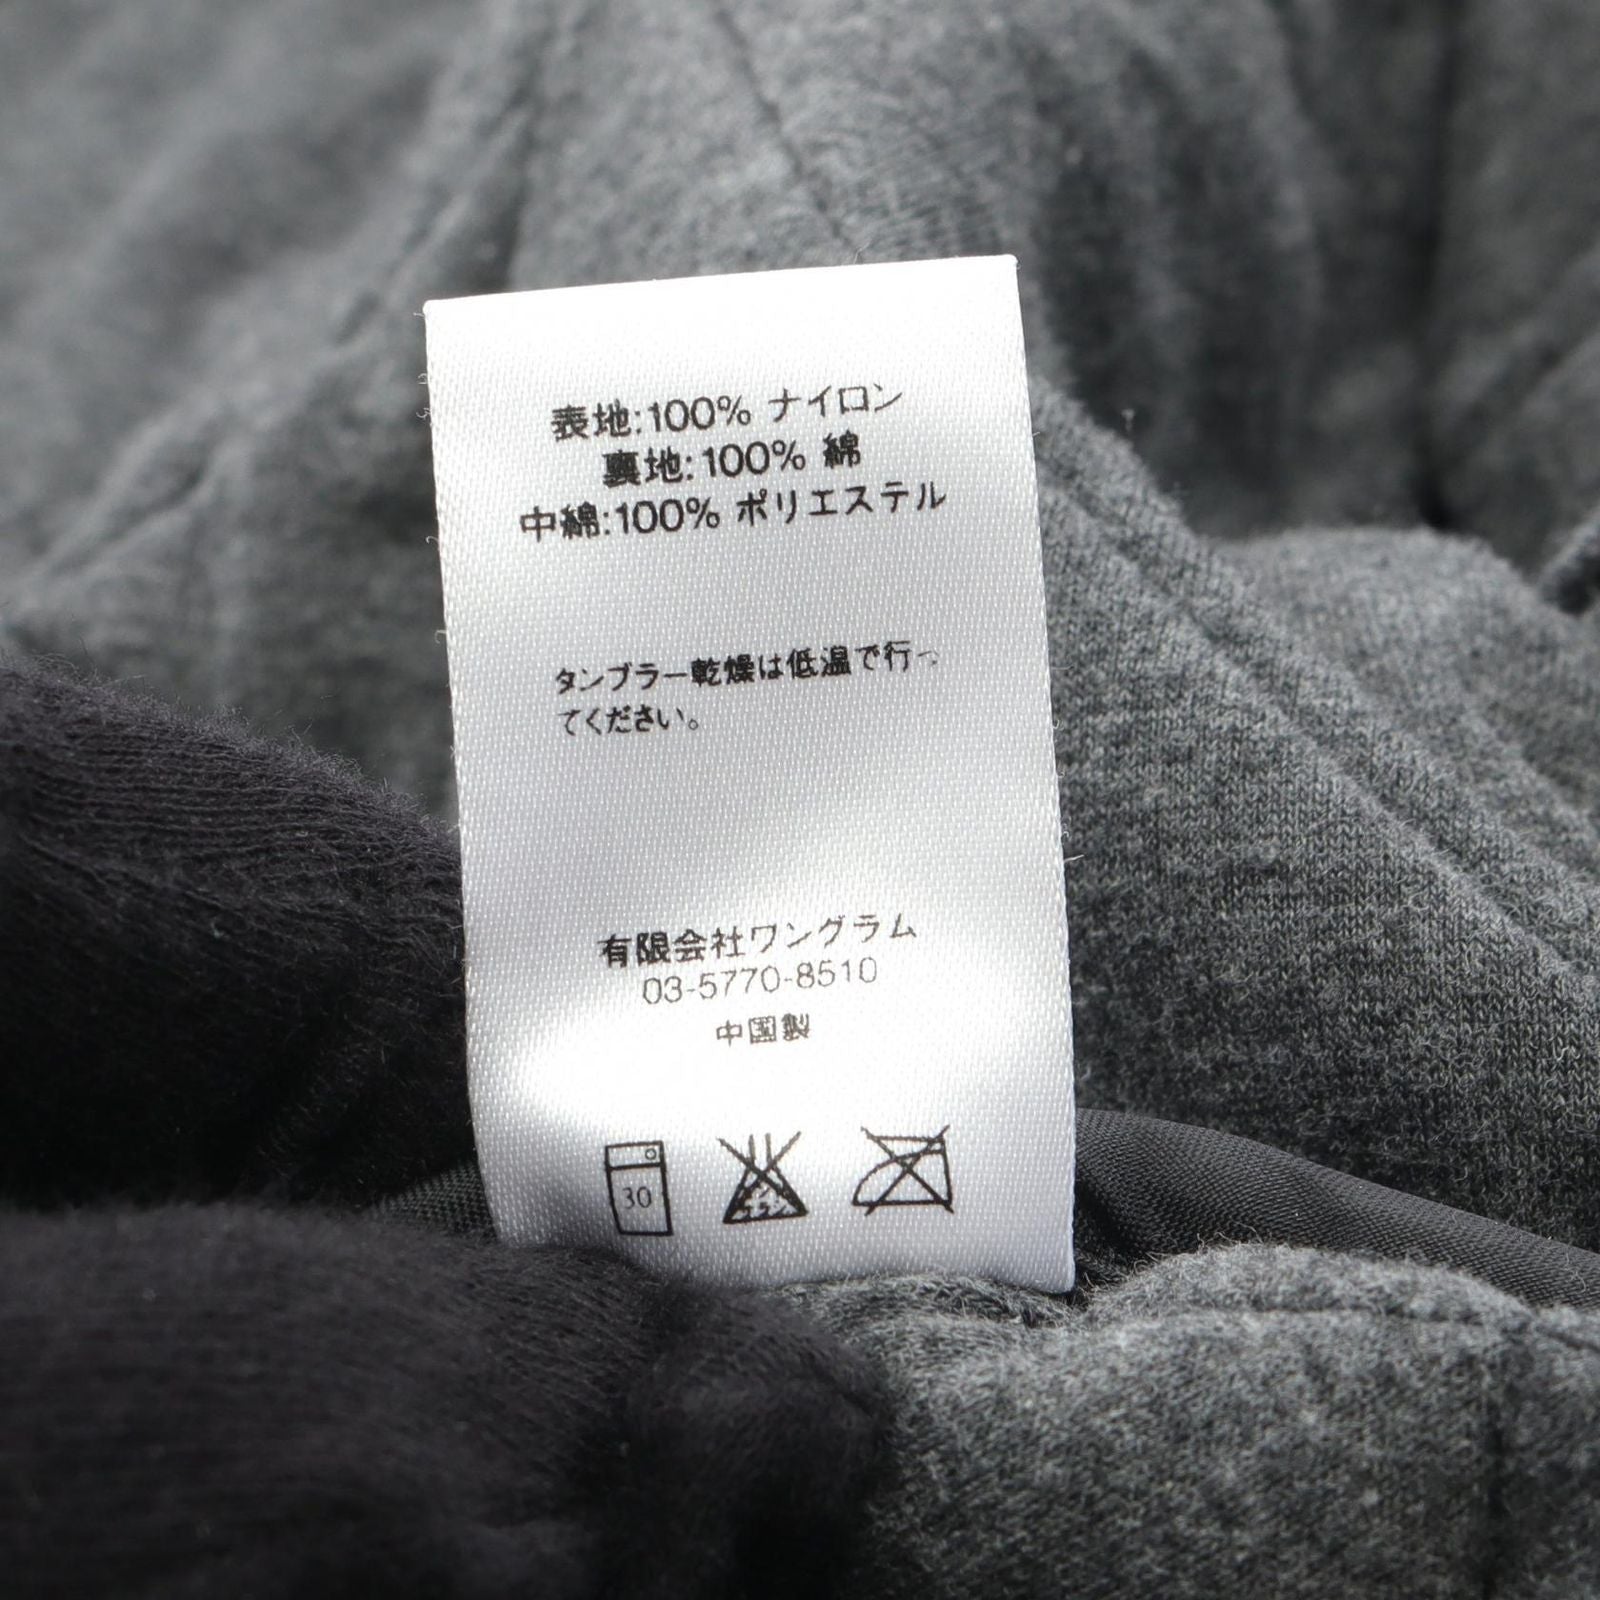 表地:100% ナイロン
裏地:100% 綿
中綿:100% ポリエステル
タンブラー乾燥は低温で行っ
てください。
有限会社ワングラム
03-5770-8510
中国製
30